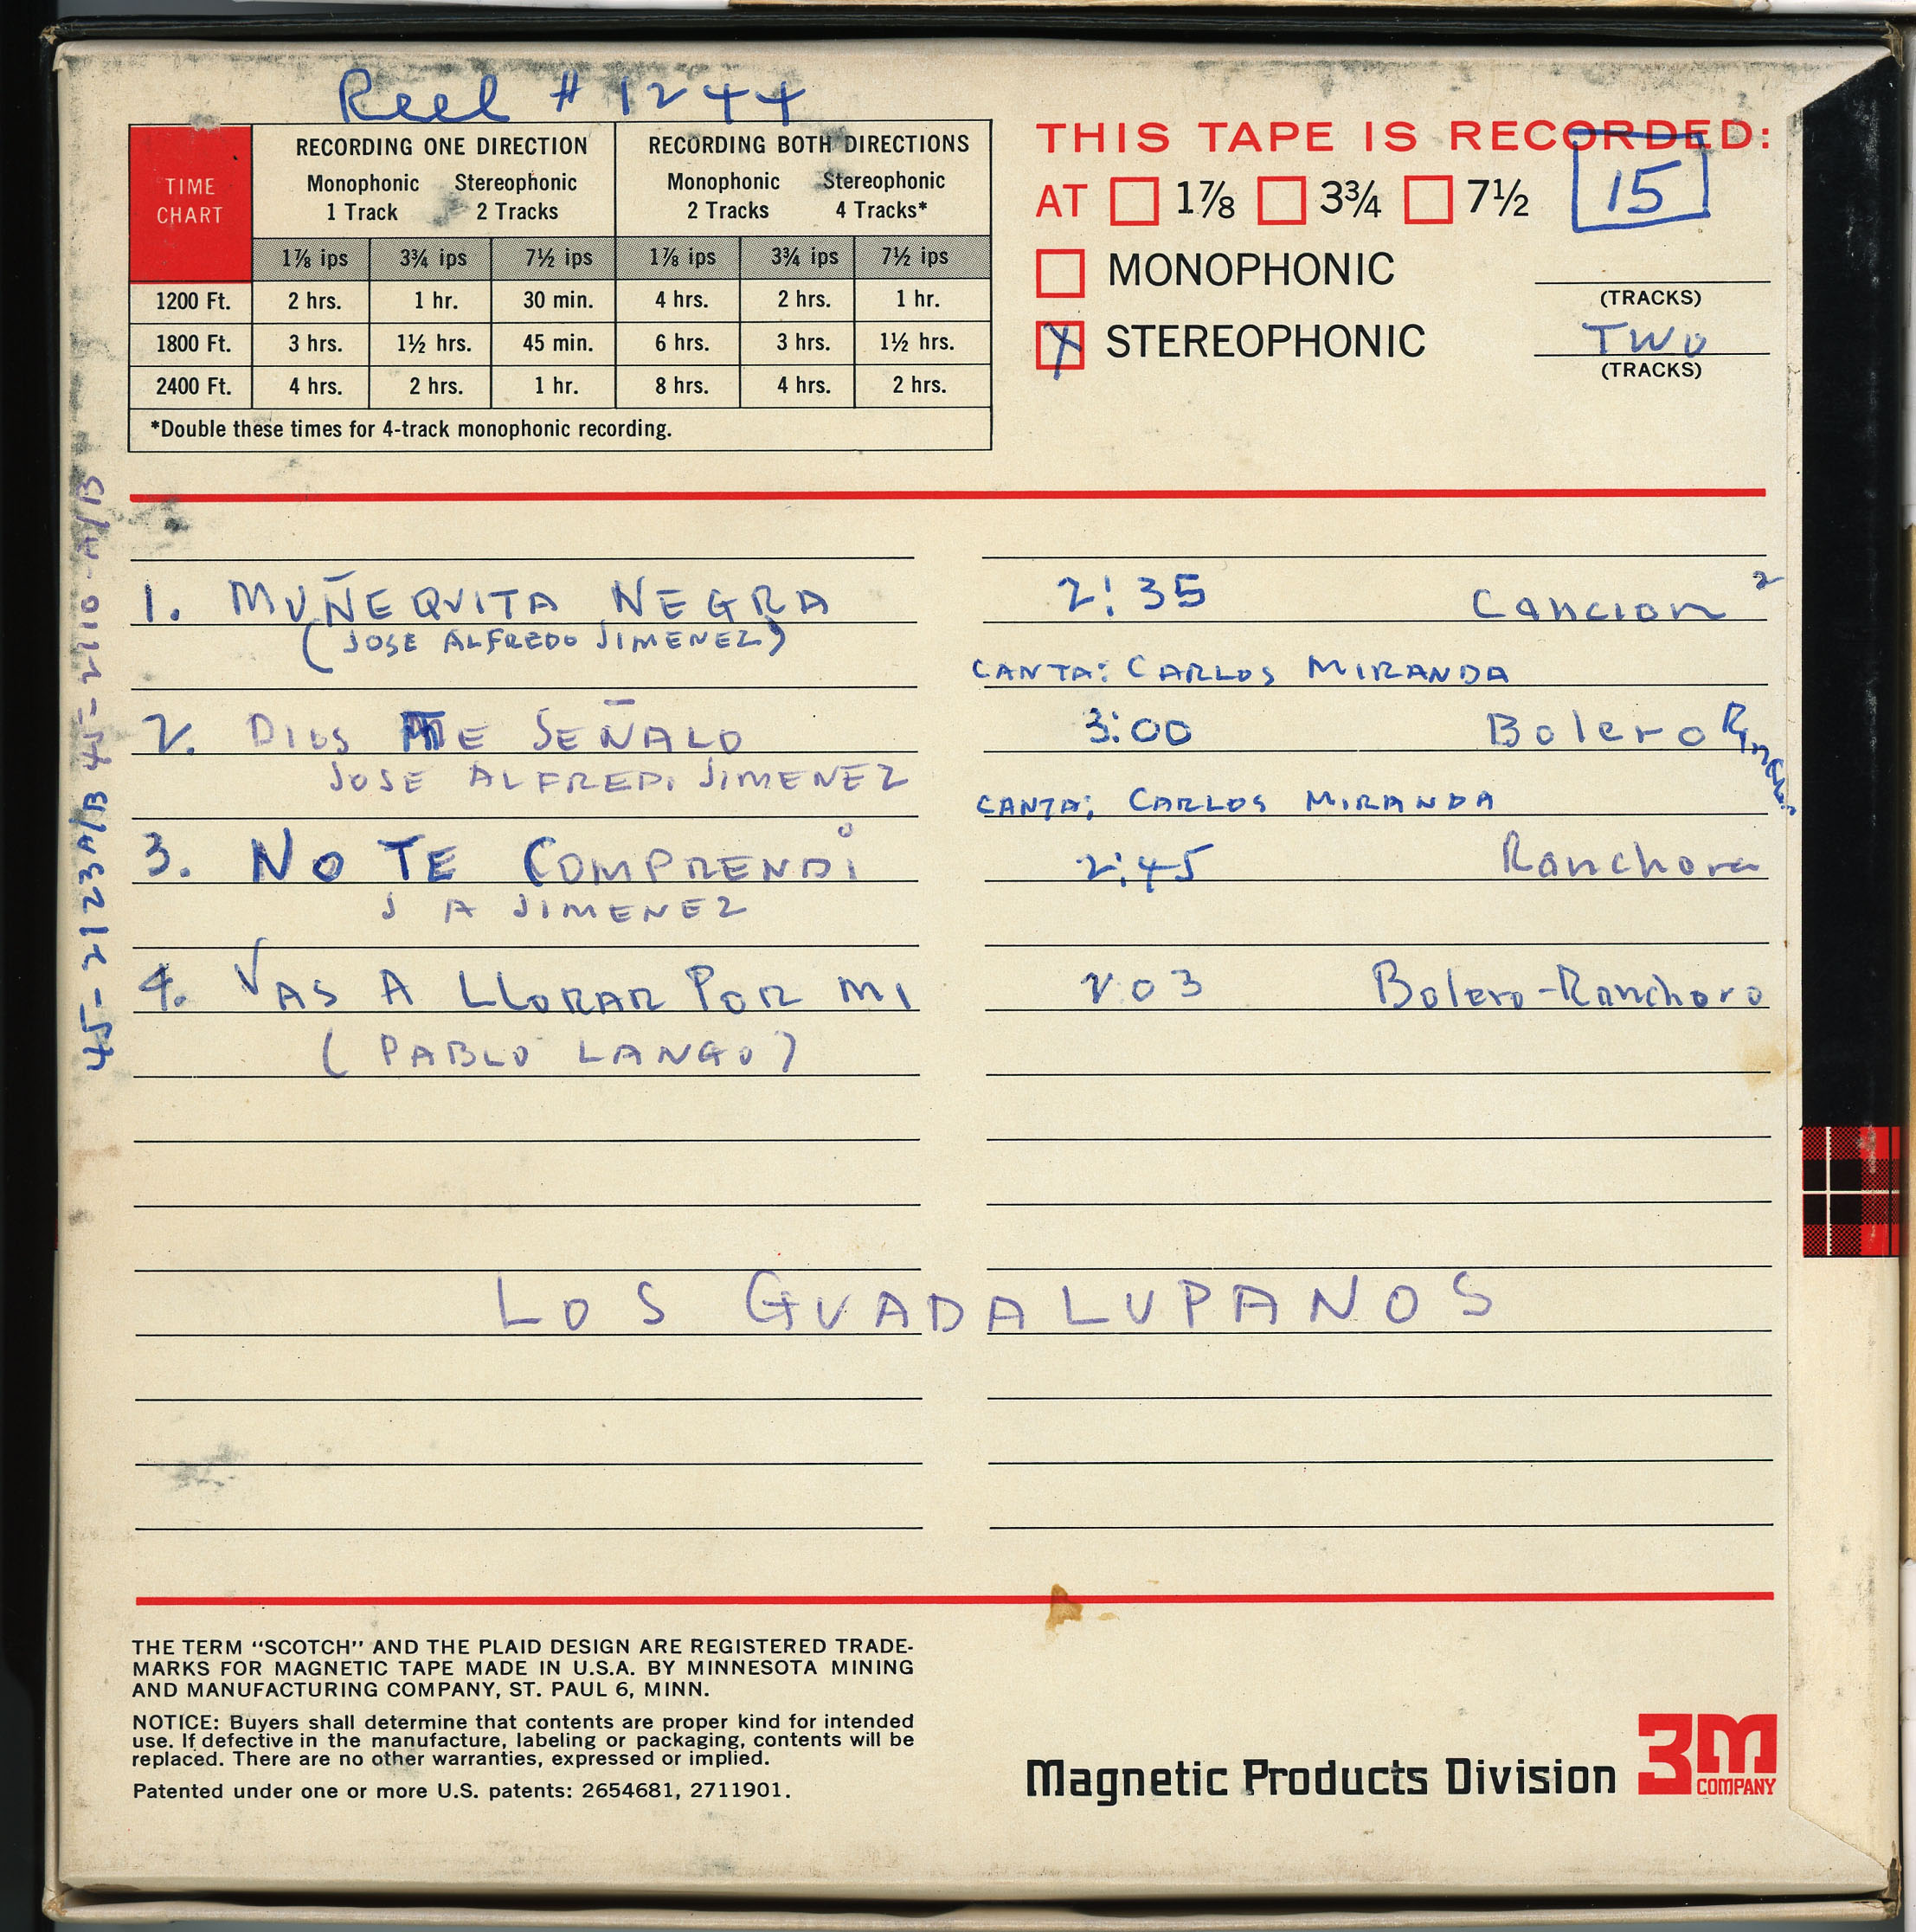 Reel # 1244
TIME CHART
RECORDING ONE DIRECTION RECORDING BOTH DIRECTIONS
Monophonic 1 Track Stereophonic 2 Tracks Monophonic 2 Tracks Stereophonic 4 Tracks*
1⅞ ips 3¾ ips 7½ ips 1⅞ ips 3¾ ips 7½ ips
1200 Ft. 2 hrs. 1 hr. 30 min. 4 hrs. 2 hrs. 1 hr.
1800 Ft. 3 hrs. 1½ hrs. 45 min. 6 hrs. 3 hrs. 1½ hrs.
2400 Ft. 4 hrs. 2 hrs. 1 hr. 8 hrs. 4 hrs. 2 hrs.
*Double these times for 4-track monophonic recording.
THIS TAPE IS RECORDED:
AT 1⅞ 3¾ 7½ 15
MONOPHONIC
(TRACKS)
X STEREOPHONIC TWO
(TRACKS)
45-2123A/B 45-2110-A/B
1. MUÑEQUITA NEGRA 2:35 Cancion 2
(JOSE ALFREDO JIMENEZ)
CANTA: CARLOS MIRANDA
2. DIOS ME SEÑALO 3:00 Bolero
JOSE ALFREDO JIMENEZ
CANTA: CARLOS MIRANDA
3. NO TE COMPRENDI 2:45 Ranchera
J A JIMENEZ
4. VAS A LLORAR POR MI 2:03 Bolero-Ranchero
(PABLO LANGO)
LOS GUADALUPANOS
THE TERM “SCOTCH” AND THE PLAID DESIGN ARE REGISTERED TRADE-
MARKS FOR MAGNETIC TAPE MADE IN U.S.A. BY MINNESOTA MINING
AND MANUFACTURING COMPANY, ST. PAUL 6, MINN.
NOTICE: Buyers shall determine that contents are proper kind for intended
use. If defective in the manufacture, labeling or packaging, contents will be
replaced. There are no other warranties, expressed or implied.
Patented under one or more U.S. patents: 2654681, 2711901.
Magnetic Products Division 3M COMPANY